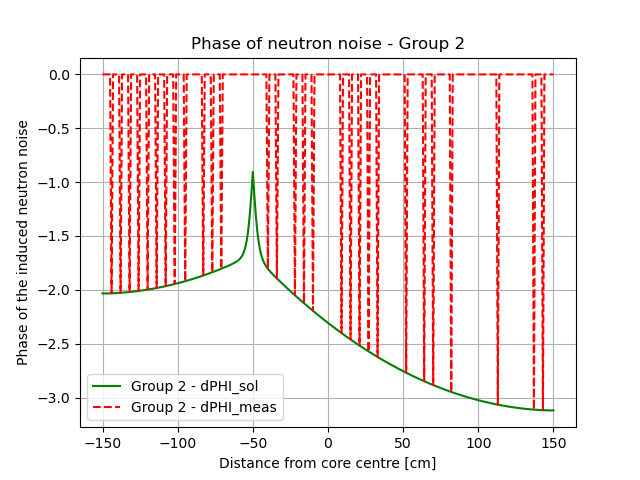 Phase of neutron noise - Group 2
Phase of the induced neutron noise
0.0
−0.5
−1.0
−1.5
−2.0
−2.5
−3.0
Group 2 - dPHI_sol
Group 2 - dPHI_meas
−150
−100
−50
0
50
100
150
Distance from core centre [cm]